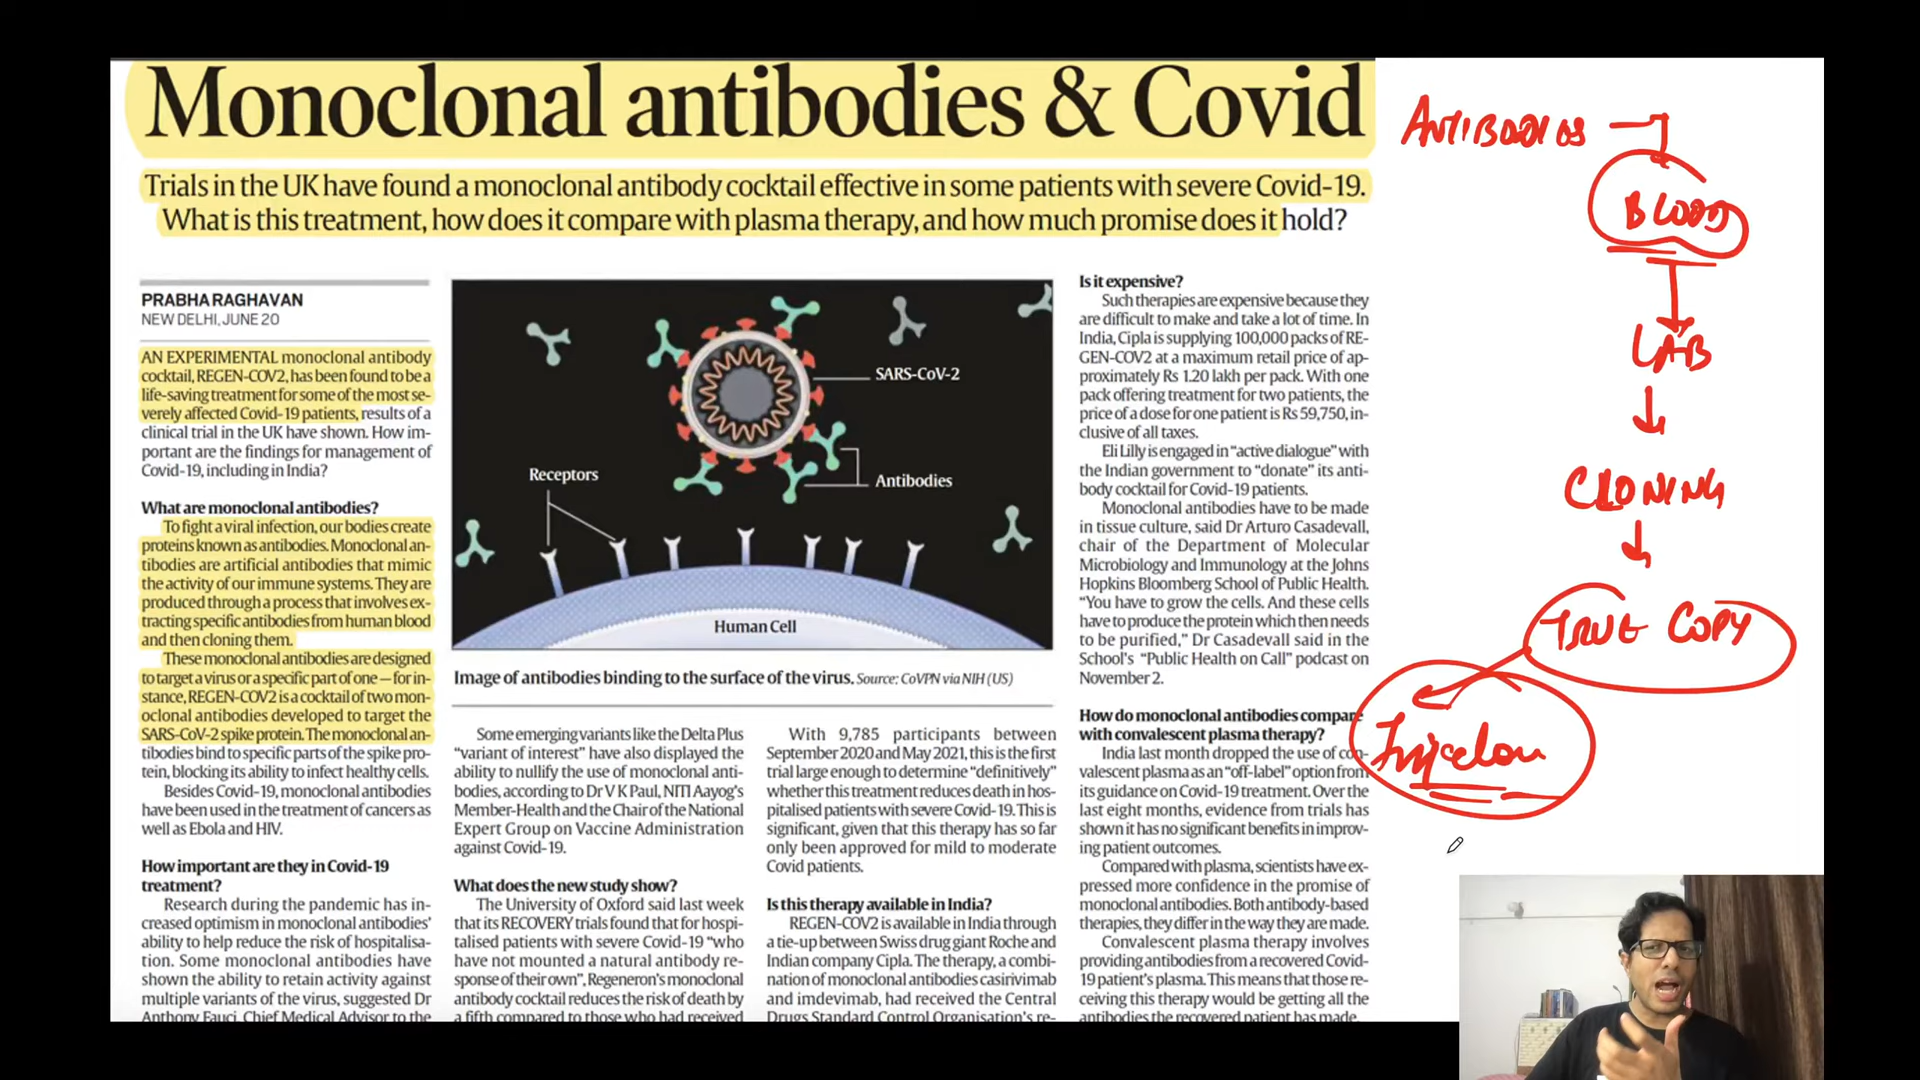 Monoclonal antibodies & Covid
Trials in the UK have found a monoclonal antibody cocktail effective in some patients with severe Covid-19.
What is this treatment, how does it compare with plasma therapy, and how much promise does it hold?
PRABHA RAGHAVAN
NEW DELHI, JUNE 20
AN EXPERIMENTAL monoclonal antibody
cocktail, REGEN-COV2, has been found to be a
life-saving treatment for some of the most se-
verely affected Covid-19 patients, results of a
clinical trial in the UK have shown. How im-
portant are the findings for management of
Covid-19, including in India?
What are monoclonal antibodies?
To fight a viral infection, our bodies create
proteins known as antibodies. Monoclonal an-
tibodies are artificial antibodies that mimic
the activity of our immune systems. They are
produced through a process that involves ex-
tracting specific antibodies from human blood
and then cloning them.
These monoclonal antibodies are designed
to target a virus or a specific part of one — for in-
stance, REGEN-COV2 is a cocktail of two mon-
oclonal antibodies developed to target the
SARS-CoV-2 spike protein. The monoclonal an-
tibodies bind to specific parts of the spike pro-
tein, blocking its ability to infect healthy cells.
Besides Covid-19, monoclonal antibodies
have been used in the treatment of cancers as
well as Ebola and HIV.
How important are they in Covid-19
treatment?
Research during the pandemic has in-
creased optimism in monoclonal antibodies'
ability to help reduce the risk of hospitalisa-
tion. Some monoclonal antibodies have
shown the ability to retain activity against
multiple variants of the virus, suggested Dr
Anthony Fauci, Chief Medical Advisor to the
SARS-CoV-2
Receptors
Antibodies
Human Cell
Image of antibodies binding to the surface of the virus. Source: CoVPN via NIH (US)
Some emerging variants like the Delta Plus
"variant of interest" have also displayed the
ability to nullify the use of monoclonal anti-
bodies, according to Dr V K Paul, NITI Aayog's
Member-Health and the Chair of the National
Expert Group on Vaccine Administration
against Covid-19.
What does the new study show?
The University of Oxford said last week
that its RECOVERY trials found that for hospi-
talised patients with severe Covid-19 "who
have not mounted a natural antibody re-
sponse of their own", Regeneron's monoclonal
antibody cocktail reduces the risk of death by
a fifth compared to those who had received
With 9,785 participants between
September 2020 and May 2021, this is the first
trial large enough to determine "definitively"
whether this treatment reduces death in hos-
pitalised patients with severe Covid-19. This is
significant, given that this therapy has so far
only been approved for mild to moderate
Covid patients.
Is this therapy available in India?
REGEN-COV2 is available in India through
a tie-up between Swiss drug giant Roche and
Indian company Cipla. The therapy, a combi-
nation of monoclonal antibodies casirivimab
and imdevimab, had received the Central
Drugs Standard Control Organisation's re-
Is it expensive?
Such therapies are expensive because they
are difficult to make and take a lot of time. In
India, Cipla is supplying 100,000 packs of RE-
GEN-COV2 at a maximum retail price of ap-
proximately Rs 1.20 lakh per pack. With one
pack offering treatment for two patients, the
price of a dose for one patient is Rs 59,750, in-
clusive of all taxes.
Eli Lilly is engaged in "active dialogue" with
the Indian government to "donate" its anti-
body cocktail for Covid-19 patients.
Monoclonal antibodies have to be made
in tissue culture, said Dr Arturo Casadevall,
chair of the Department of Molecular
Microbiology and Immunology at the Johns
Hopkins Bloomberg School of Public Health.
"You have to grow the cells. And these cells
have to produce the protein which then needs
to be purified," Dr Casadevall said in the
School's "Public Health on Call" podcast on
November 2.
How do monoclonal antibodies compare
with convalescent plasma therapy?
India last month dropped the use of con-
valescent plasma as an "off-label" option from
its guidance on Covid-19 treatment. Over the
last eight months, evidence from trials has
shown it has no significant benefits in improv-
ing patient outcomes.
Compared with plasma, scientists have ex-
pressed more confidence in the promise of
monoclonal antibodies. Both antibody-based
therapies, they differ in the way they are made.
Convalescent plasma therapy involves
providing antibodies from a recovered Covid-
19 patient's plasma. This means that those re-
ceiving this therapy would be getting all the
antibodies the recovered patient has made.
ANTIBODIES
BLOOD
LAB
CLONING
TRUE COPY
Injection